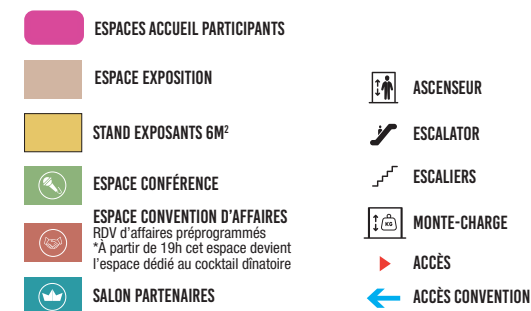 ESPACES ACCUEIL PARTICIPANTS
ESPACE EXPOSITION
STAND EXPOSANTS 6M²
ESPACE CONFÉRENCE
ESPACE CONVENTION D'AFFAIRES
RDV d'affaires préprogrammés
*À partir de 19h cet espace devient
l'espace dédié au cocktail dînatoire
SALON PARTENAIRES
ASCENSEUR
ESCALATOR
ESCALIERS
KG
MONTE-CHARGE
ACCÈS
ACCÈS CONVENTION